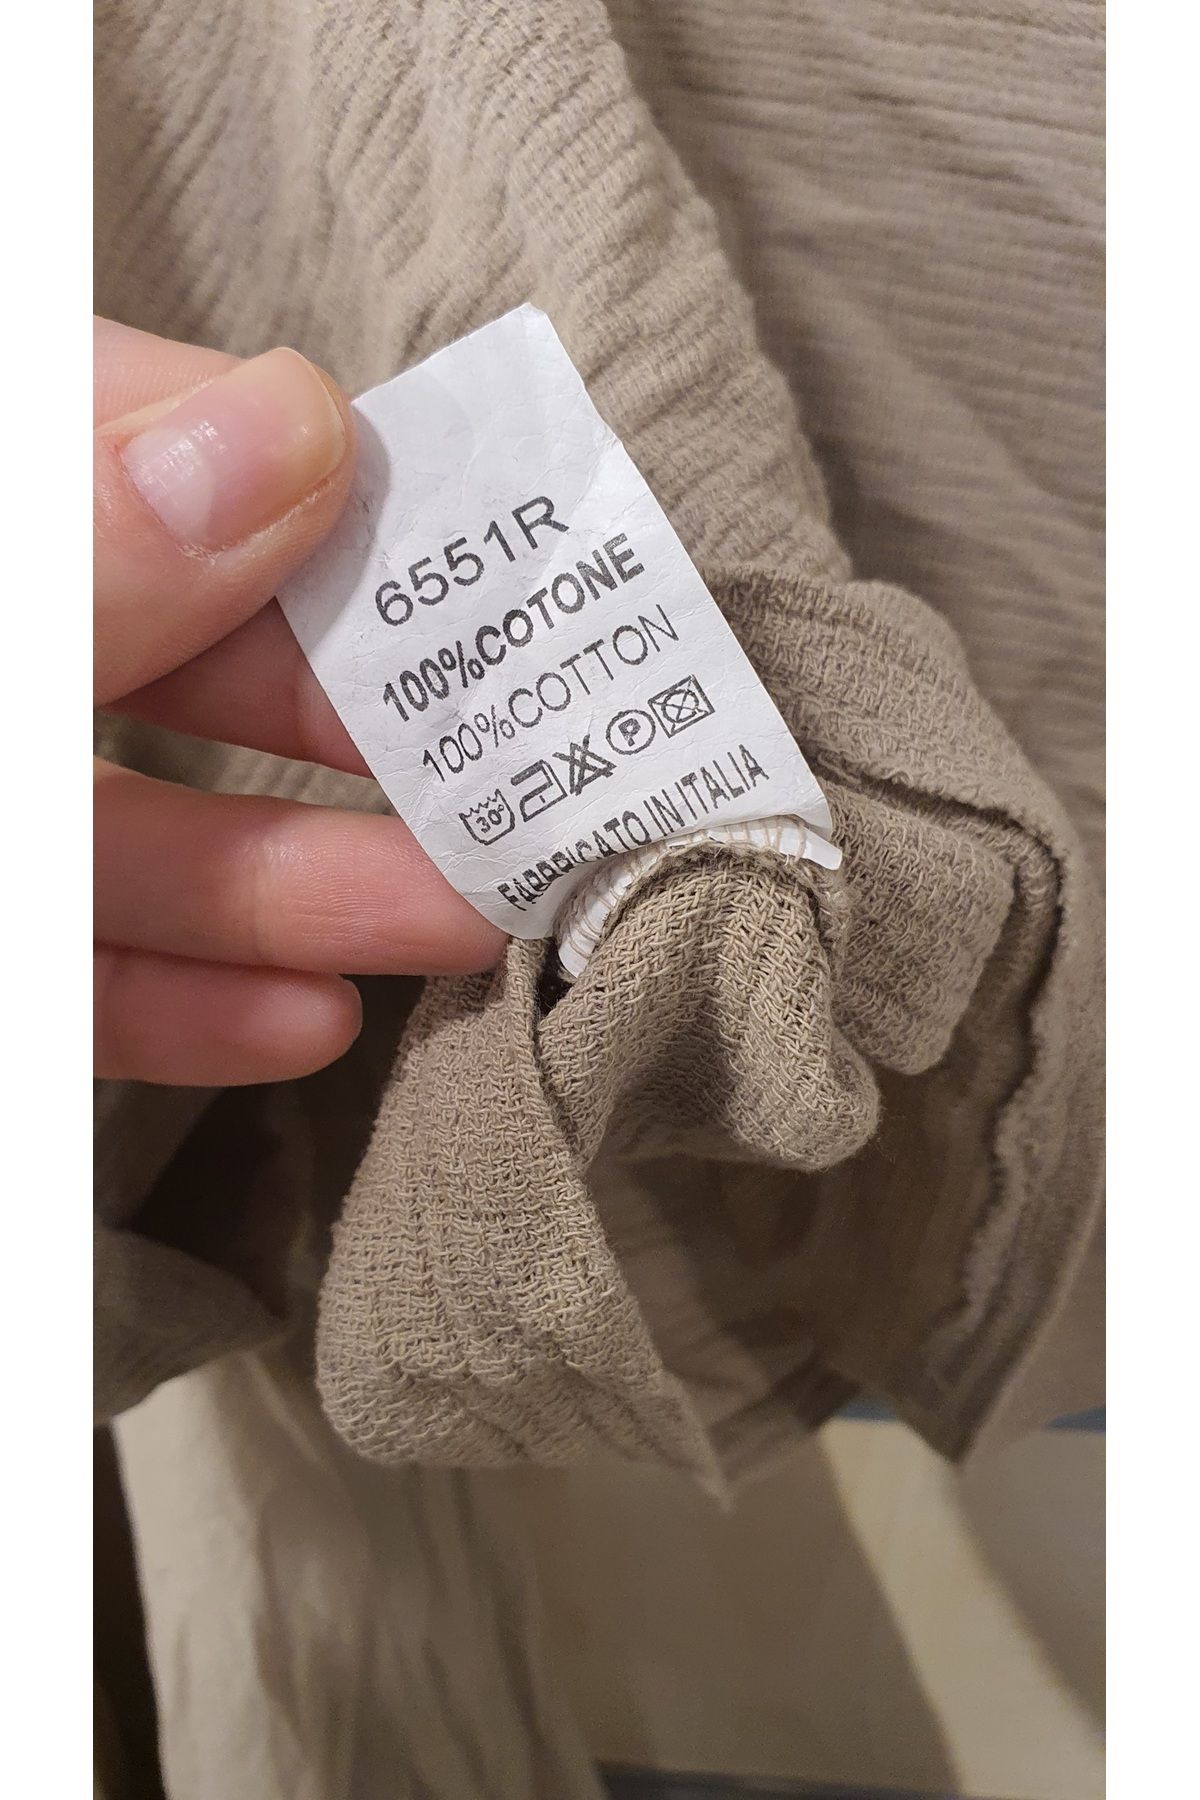 6551R
100%COTONE
100%COTTON
30° P
FABBRICATO IN ITALIA